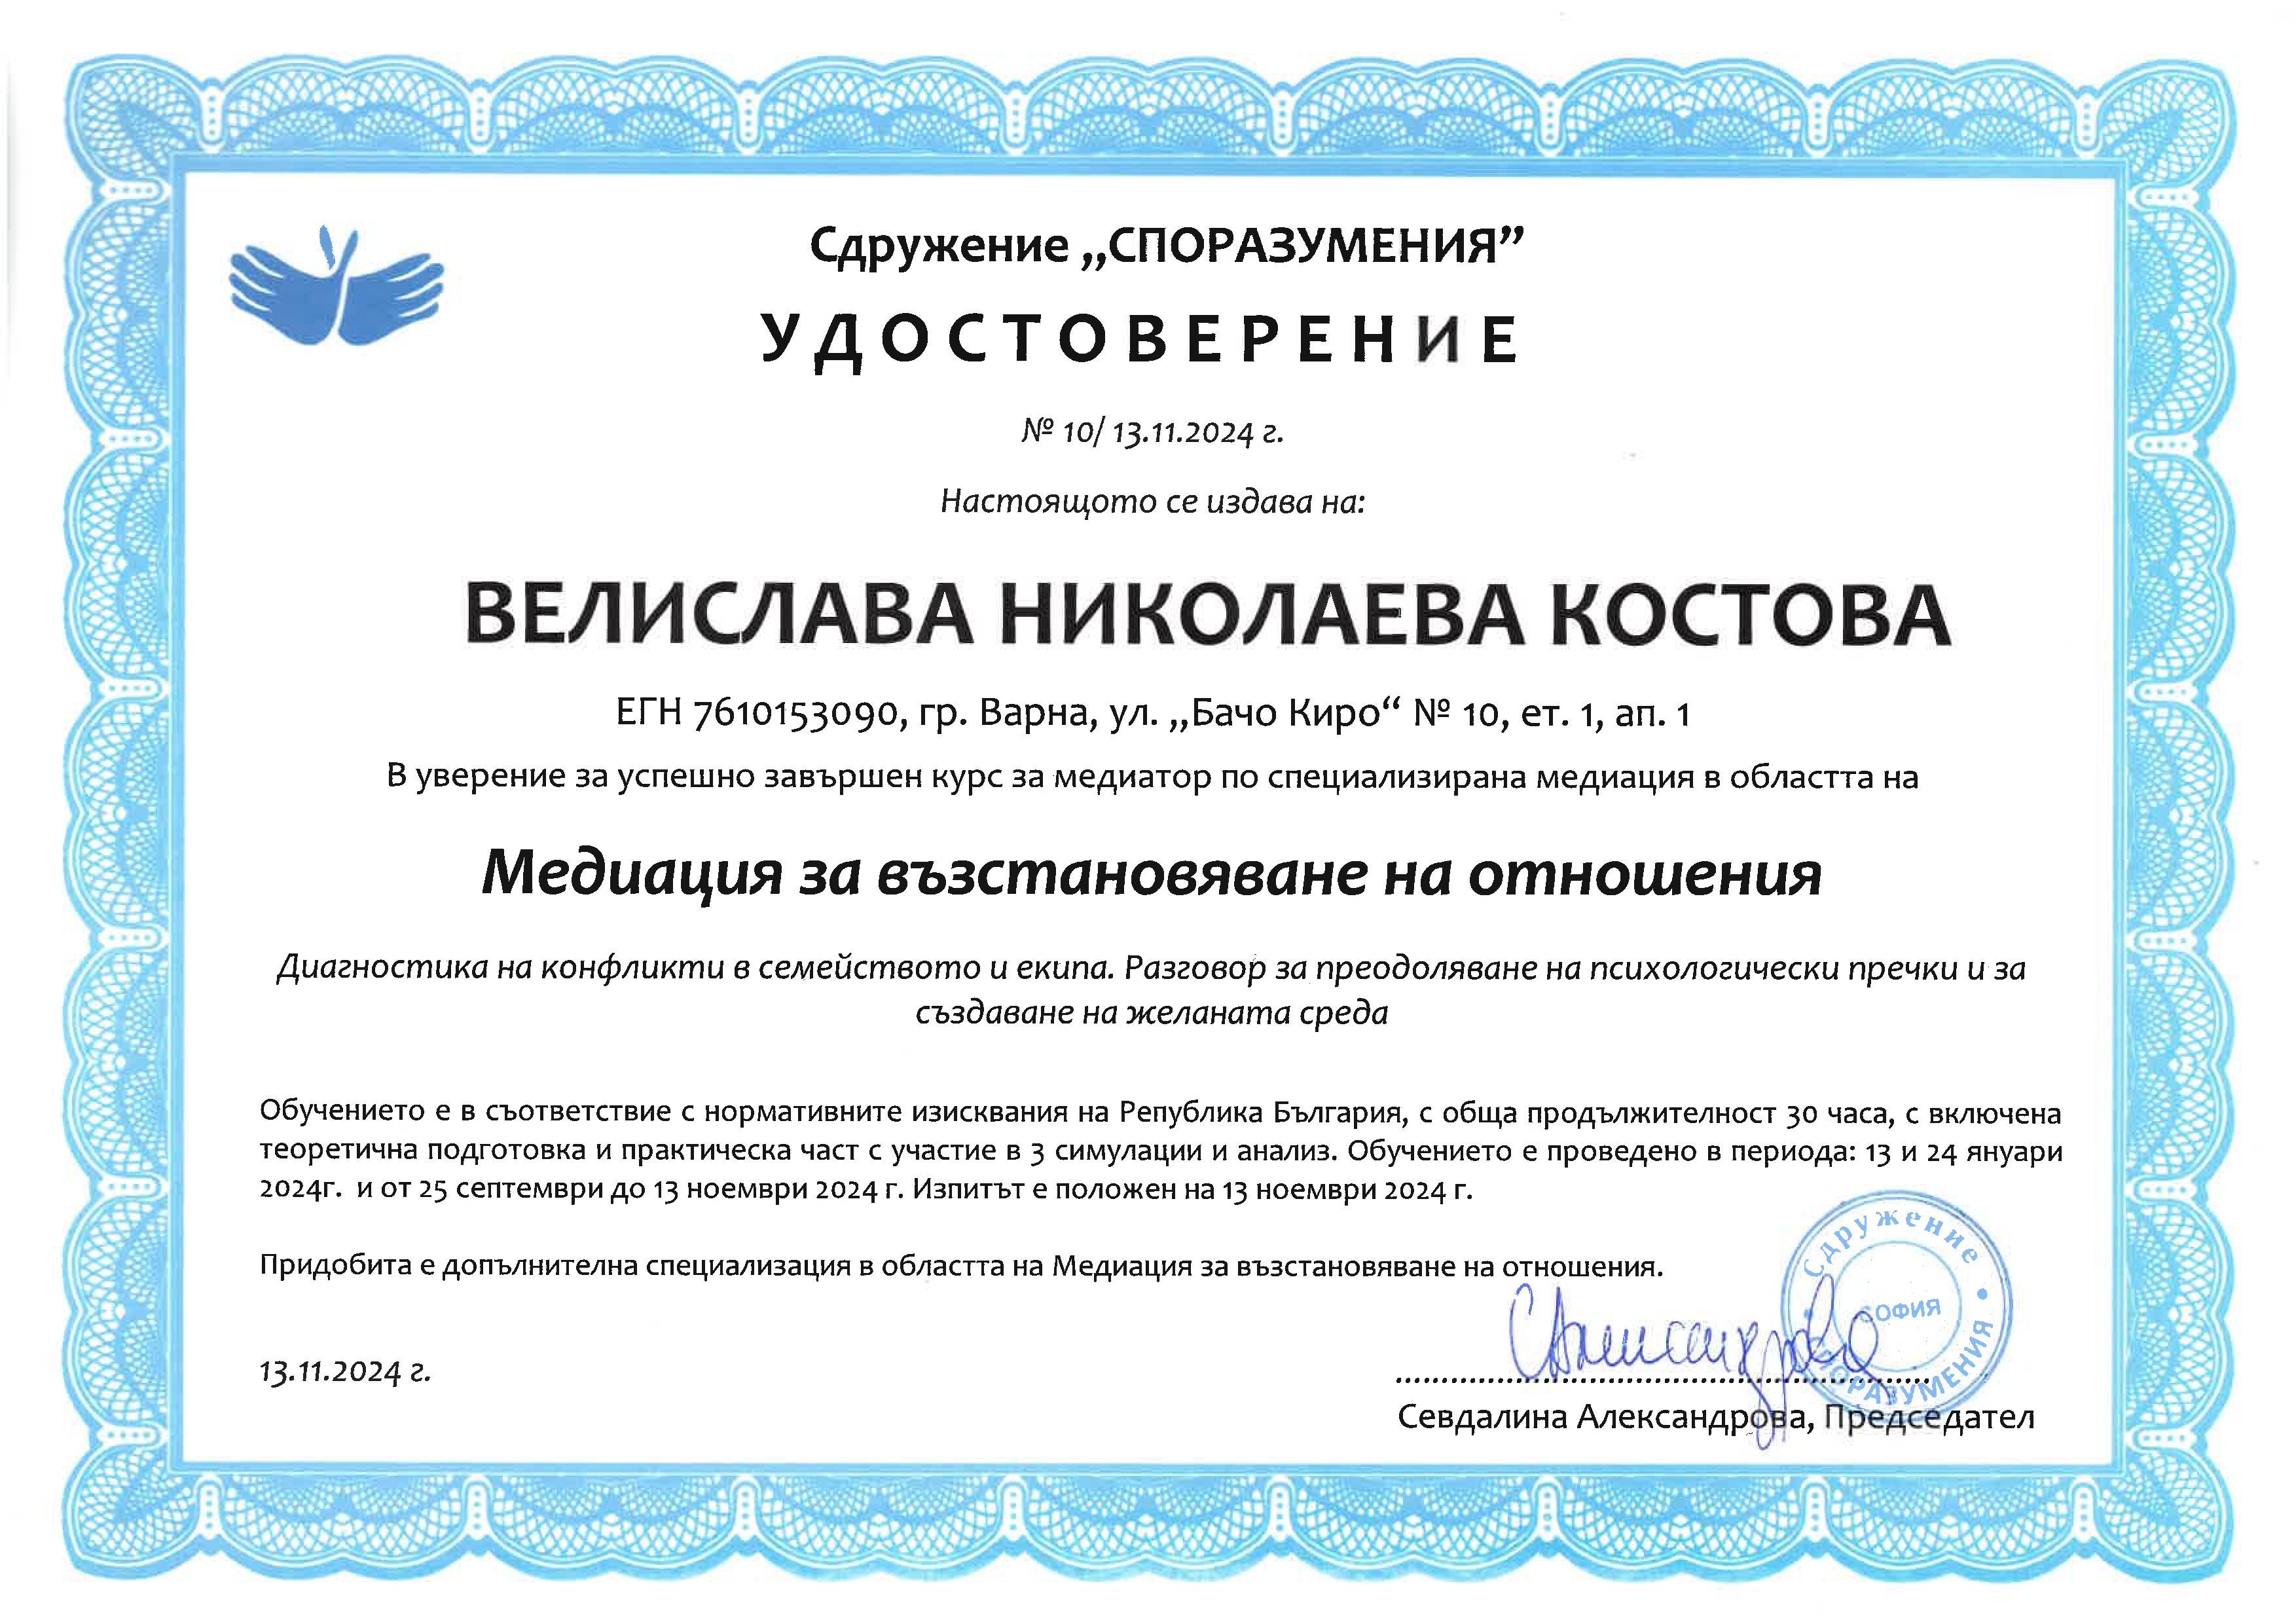 Сдружение „СПОРАЗУМЕНИЯ”
УДОСТОВЕРЕНИЕ
№ 10/ 13.11.2024 г.
Настоящото се издава на:
ВЕЛИСЛАВА НИКОЛАЕВА КОСТОВА
ЕГН 7610153090, гр. Варна, ул. „Бачо Киро“ № 10, ет. 1, ап. 1
В уверение за успешно завършен курс за медиатор по специализирана медиация в областта на
Медиация за възстановяване на отношения
Диагностика на конфликти в семейството и екипа. Разговор за преодоляване на психологически пречки и за
създаване на желаната среда
Обучението е в съответствие с нормативните изисквания на Република България, с обща продължителност 30 часа, с включена
теоретична подготовка и практическа част с участие в 3 симулации и анализ. Обучението е проведено в периода: 13 и 24 януари
2024г. и от 25 септември до 13 ноември 2024 г. Изпитът е положен на 13 ноември 2024 г.
Придобита е допълнителна специализация в областта на Медиация за възстановяване на отношения.
Сдружение
СОФИЯ
СПОРАЗУМЕНИЯ
13.11.2024 г.
Севдалина Александрова, Председател